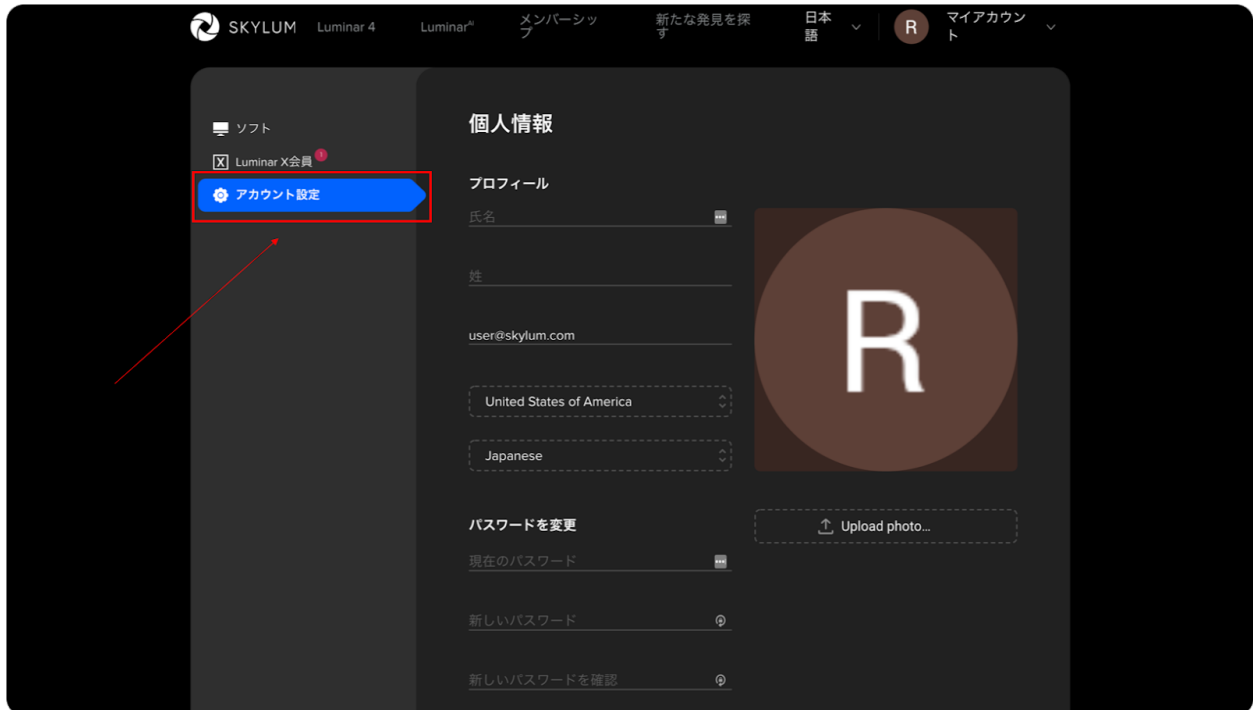 SKYLUM
Luminar 4
Luminar AI
メンバーシッ
プ
新たな発見を探
す
日本
語
R
マイアカウン
ト
ソフト
Luminar X会員
アカウント設定
個人情報
プロフィール
氏名
姓
user@skylum.com
United States of America
Japanese
R
Upload photo...
パスワードを変更
現在のパスワード
新しいパスワード
新しいパスワードを確認